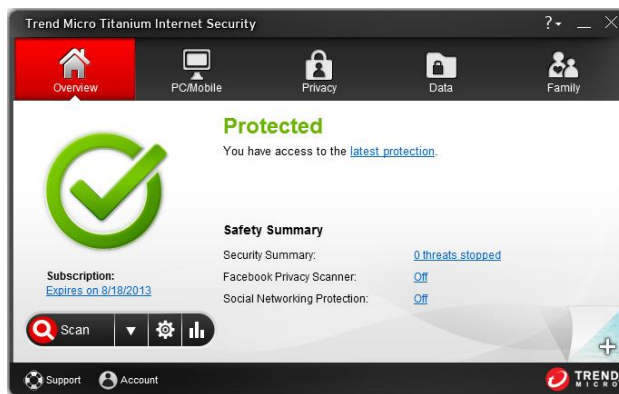 Trend Micro Titanium Internet Security
?
Overview
PC/Mobile
Privacy
Data
Family
Protected
You have access to the latest protection.
Safety Summary
Security Summary: 0 threats stopped
Facebook Privacy Scanner: Off
Social Networking Protection: Off
Subscription:
Expires on 8/18/2013
Scan
Support
Account
TREND
MICRO